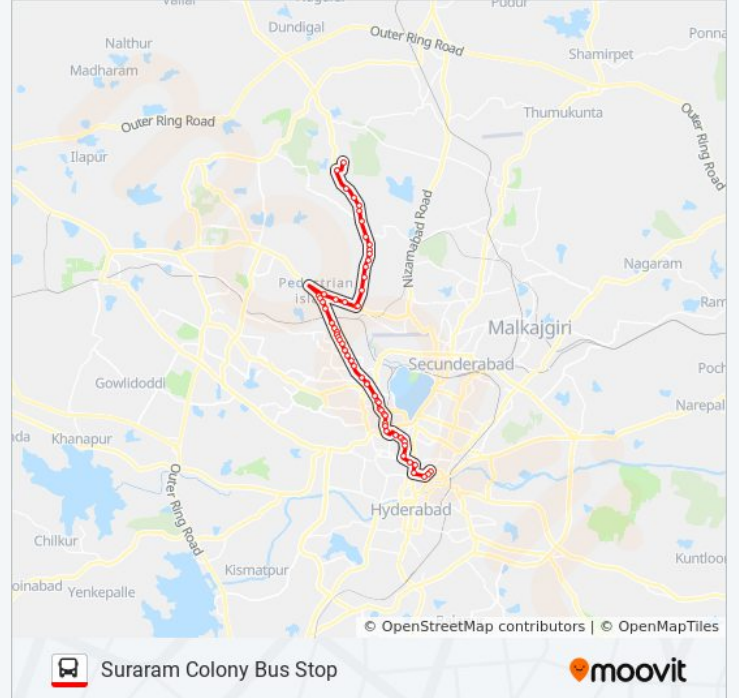 Dundigal
Outer Ring Road
Nalthur
Shamirpet
Madharam
Outer Ring Road
Thumukunta
Outer Ring Road
Ilapur
Nizamabad Road
Nagaram
Malkajgiri
Secunderabad
Gowlidoddi
Khanapur
Outer Ring Road
Hyderabad
Chilkur
Kismatpur
Yenkepalle
© OpenStreetMap contributors | © OpenMapTiles
Suraram Colony Bus Stop
moovit